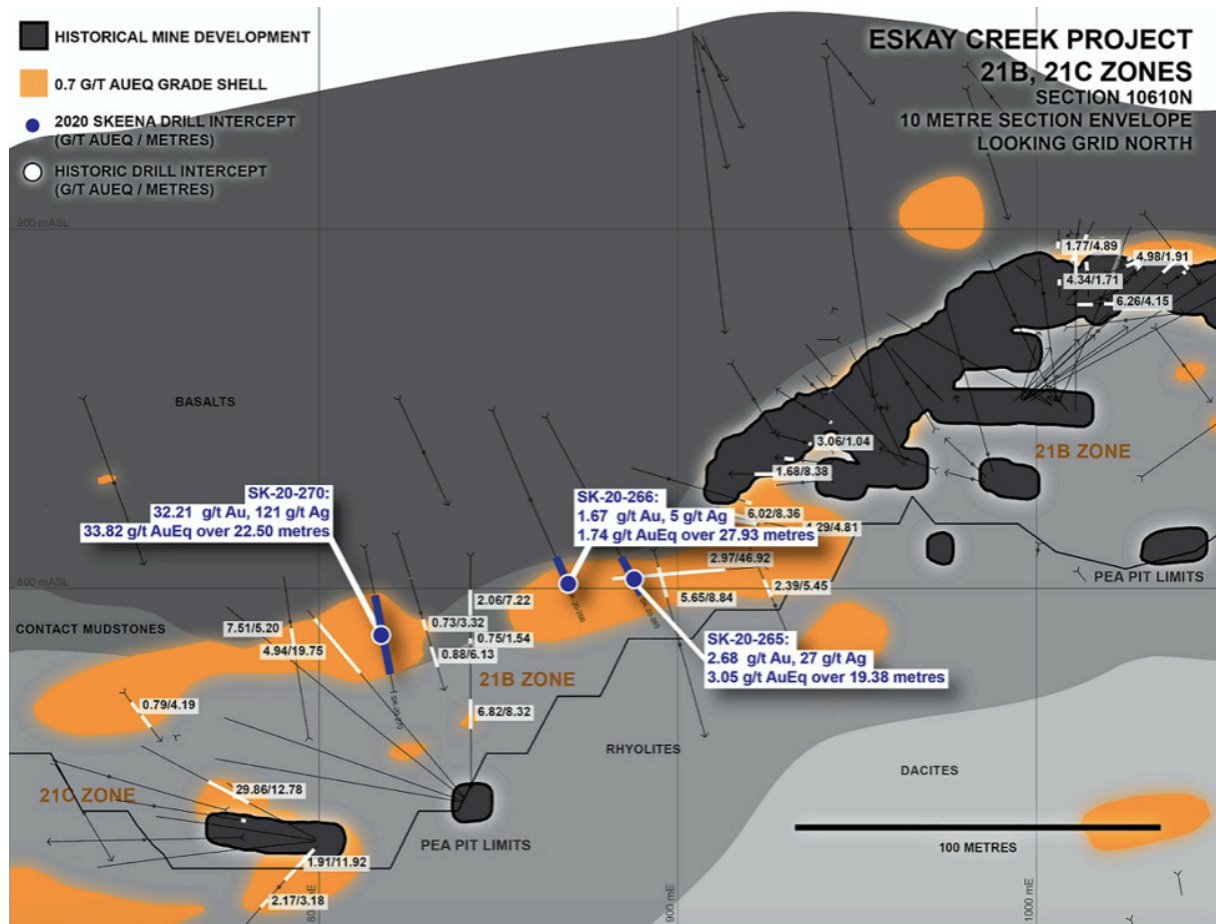 HISTORICAL MINE DEVELOPMENT
0.7 G/T AUEQ GRADE SHELL
2020 SKEENA DRILL INTERCEPT
(G/T AUEQ / METRES)
HISTORIC DRILL INTERCEPT
(G/T AUEQ / METRES)
ESKAY CREEK PROJECT
21B, 21C ZONES
SECTION 10610N
10 METRE SECTION ENVELOPE
LOOKING GRID NORTH
900 mASL
1.77/4.89
4.98/1.91
4.34/1.71
6.26/4.15
BASALTS
3.06/1.04
21B ZONE
1.68/8.38
SK-20-270:
32.21 g/t Au, 121 g/t Ag
33.82 g/t AuEq over 22.50 metres
SK-20-266:
1.67 g/t Au, 5 g/t Ag
1.74 g/t AuEq over 27.93 metres
6.02/8.36
4.29/4.81
2.97/46.92
PEA PIT LIMITS
800 mASL
2.39/5.45
5.65/8.84
SK-20-266
SK-20-265
2.06/7.22
CONTACT MUDSTONES
7.51/5.20
0.73/3.32
0.75/1.54
4.94/19.75
0.88/6.13
SK-20-265:
2.68 g/t Au, 27 g/t Ag
3.05 g/t AuEq over 19.38 metres
21B ZONE
0.79/4.19
SK-20-270
6.82/8.32
RHYOLITES
DACITES
29.86/12.78
21C ZONE
PEA PIT LIMITS
100 METRES
1.91/11.92
2.17/3.18
900 mE
1000 mE